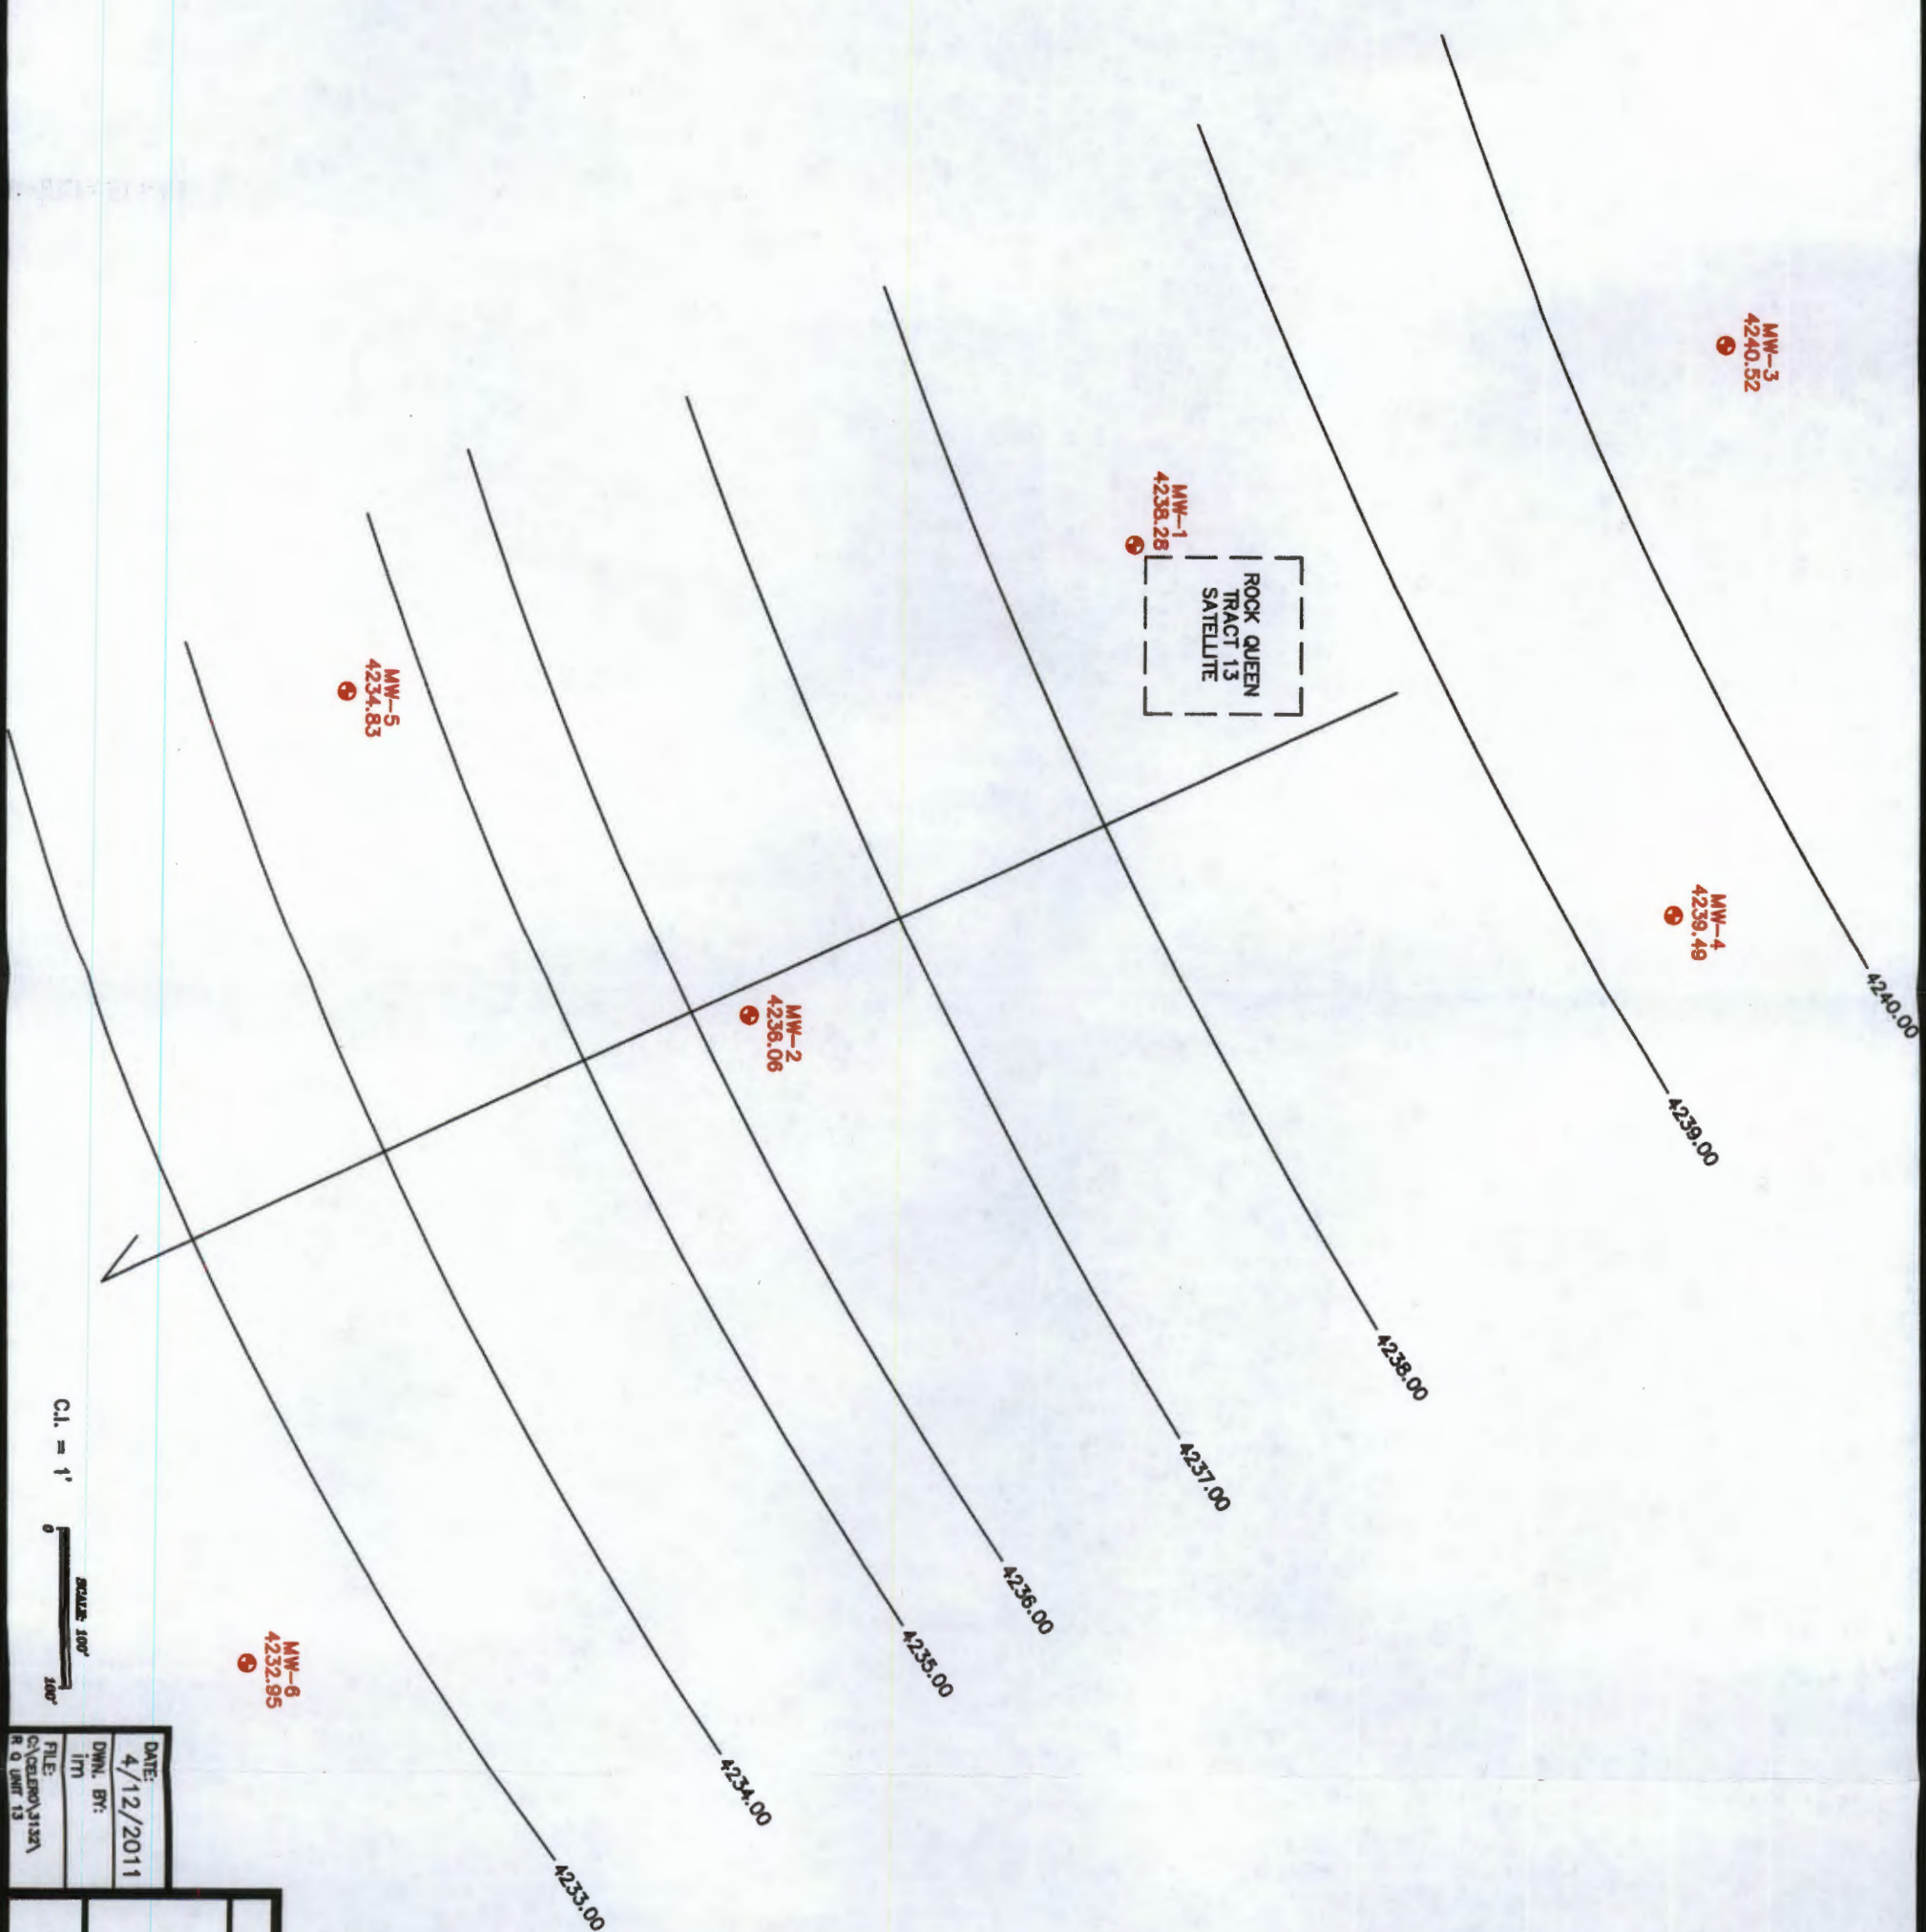 MW-3
4240.52
MW-1
4238.28
ROCK QUEEN
TRACT 13
SATELLITE
MW-4
4239.49
MW-5
4234.83
MW-2
4236.06
4240.00
4239.00
4238.00
4237.00
4236.00
4235.00
4234.00
4233.00
MW-6
4232.95
C.I. = 1'
SCALE: 100'
0 100'
DATE:
4/12/2011
DWN. BY:
im
FILE:
C:\CELERO\3132\
R Q UNIT 13